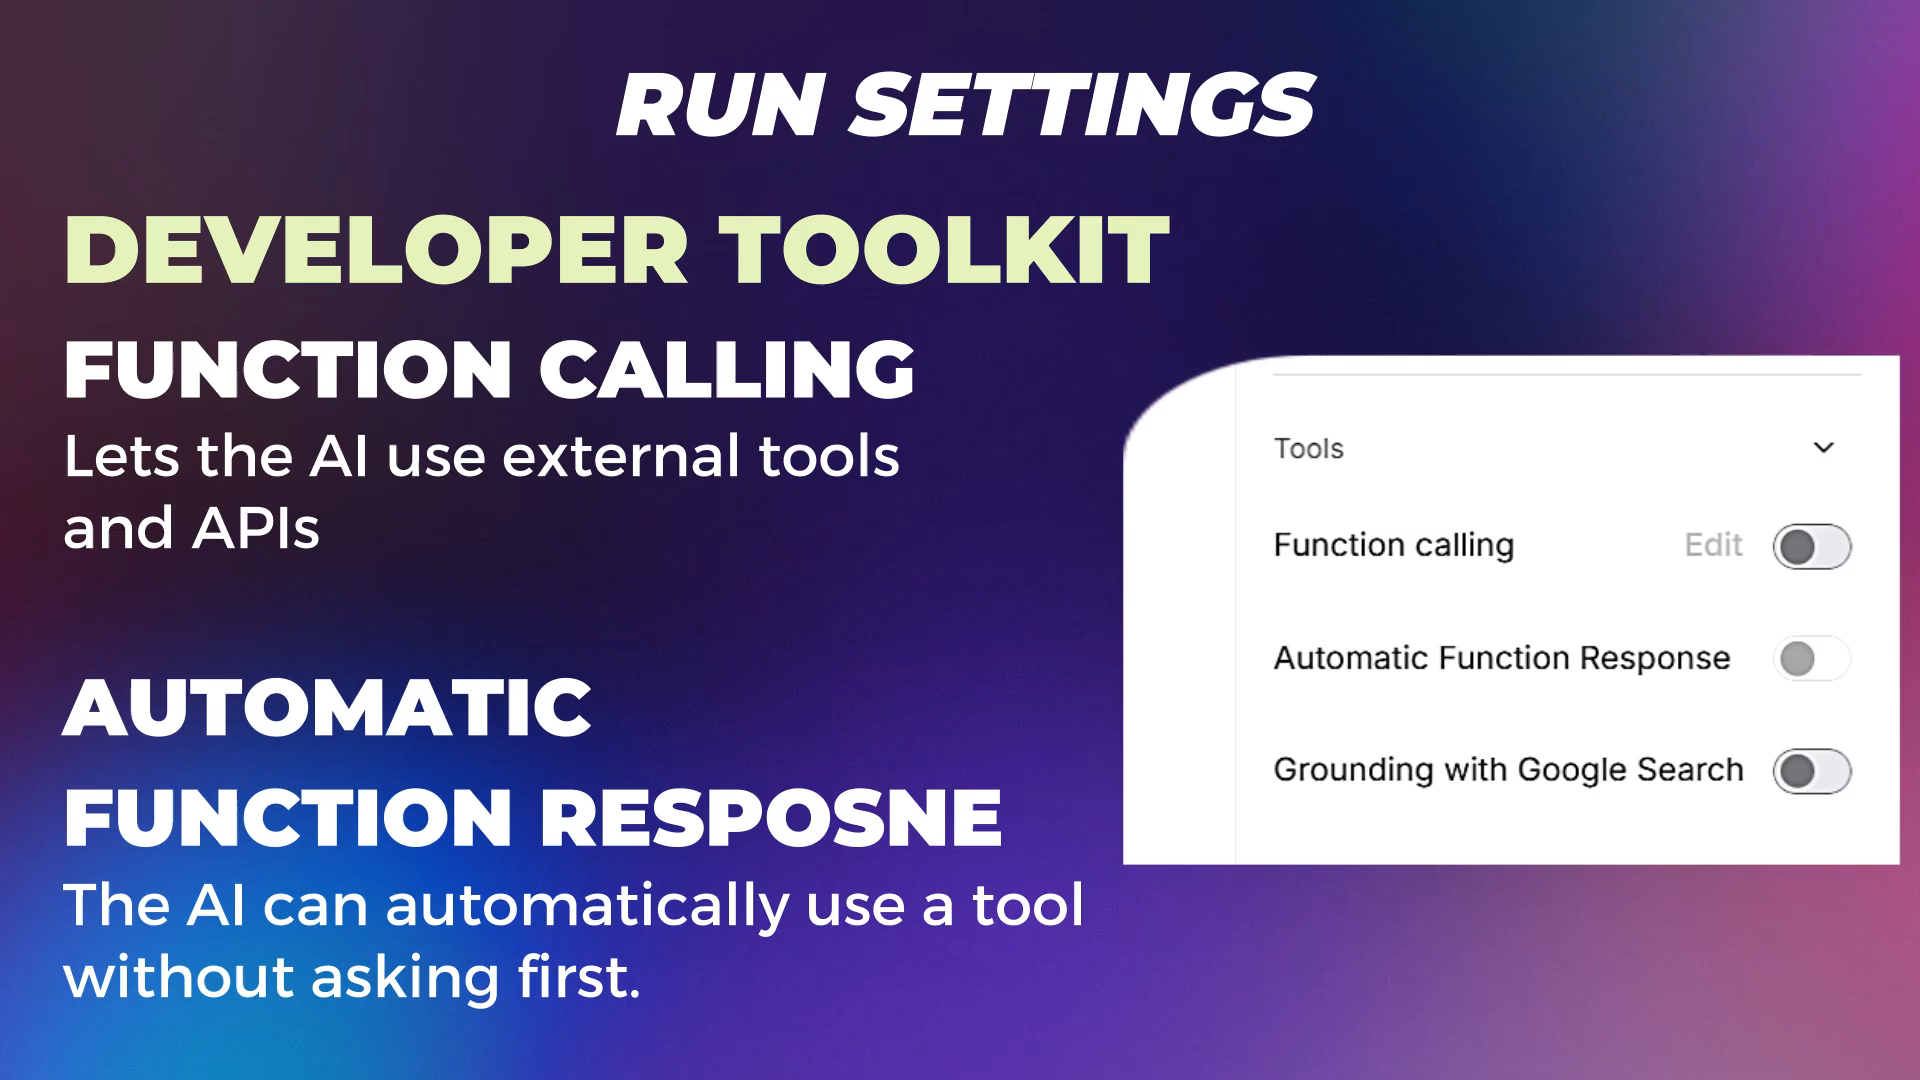 RUN SETTINGS
DEVELOPER TOOLKIT
FUNCTION CALLING
Lets the AI use external tools
and APIs
AUTOMATIC
FUNCTION RESPOSNE
The AI can automatically use a tool
without asking first.
Tools
Function calling Edit
Automatic Function Response
Grounding with Google Search